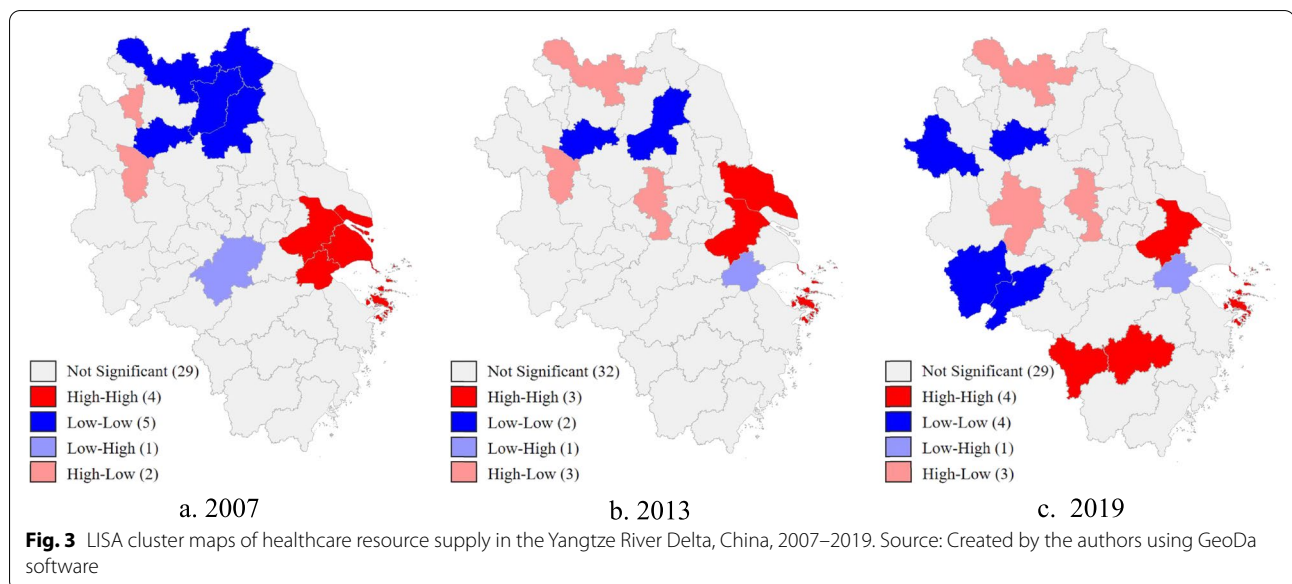 Not Significant (29)
High-High (4)
Low-Low (5)
Low-High (1)
High-Low (2)
a. 2007
Not Significant (32)
High-High (3)
Low-Low (2)
Low-High (1)
High-Low (3)
b. 2013
Not Significant (29)
High-High (4)
Low-Low (4)
Low-High (1)
High-Low (3)
c. 2019
Fig. 3 LISA cluster maps of healthcare resource supply in the Yangtze River Delta, China, 2007–2019. Source: Created by the authors using GeoDa
software